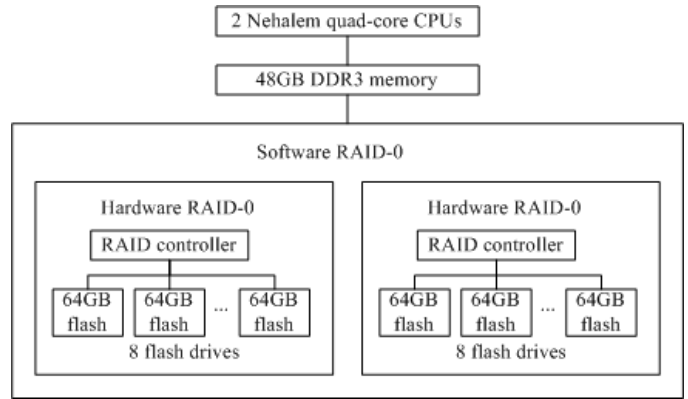 2 Nehalem quad-core CPUs
48GB DDR3 memory
Software RAID-0
Hardware RAID-0
RAID controller
64GB flash
64GB flash
...
64GB flash
8 flash drives
Hardware RAID-0
RAID controller
64GB flash
64GB flash
...
64GB flash
8 flash drives